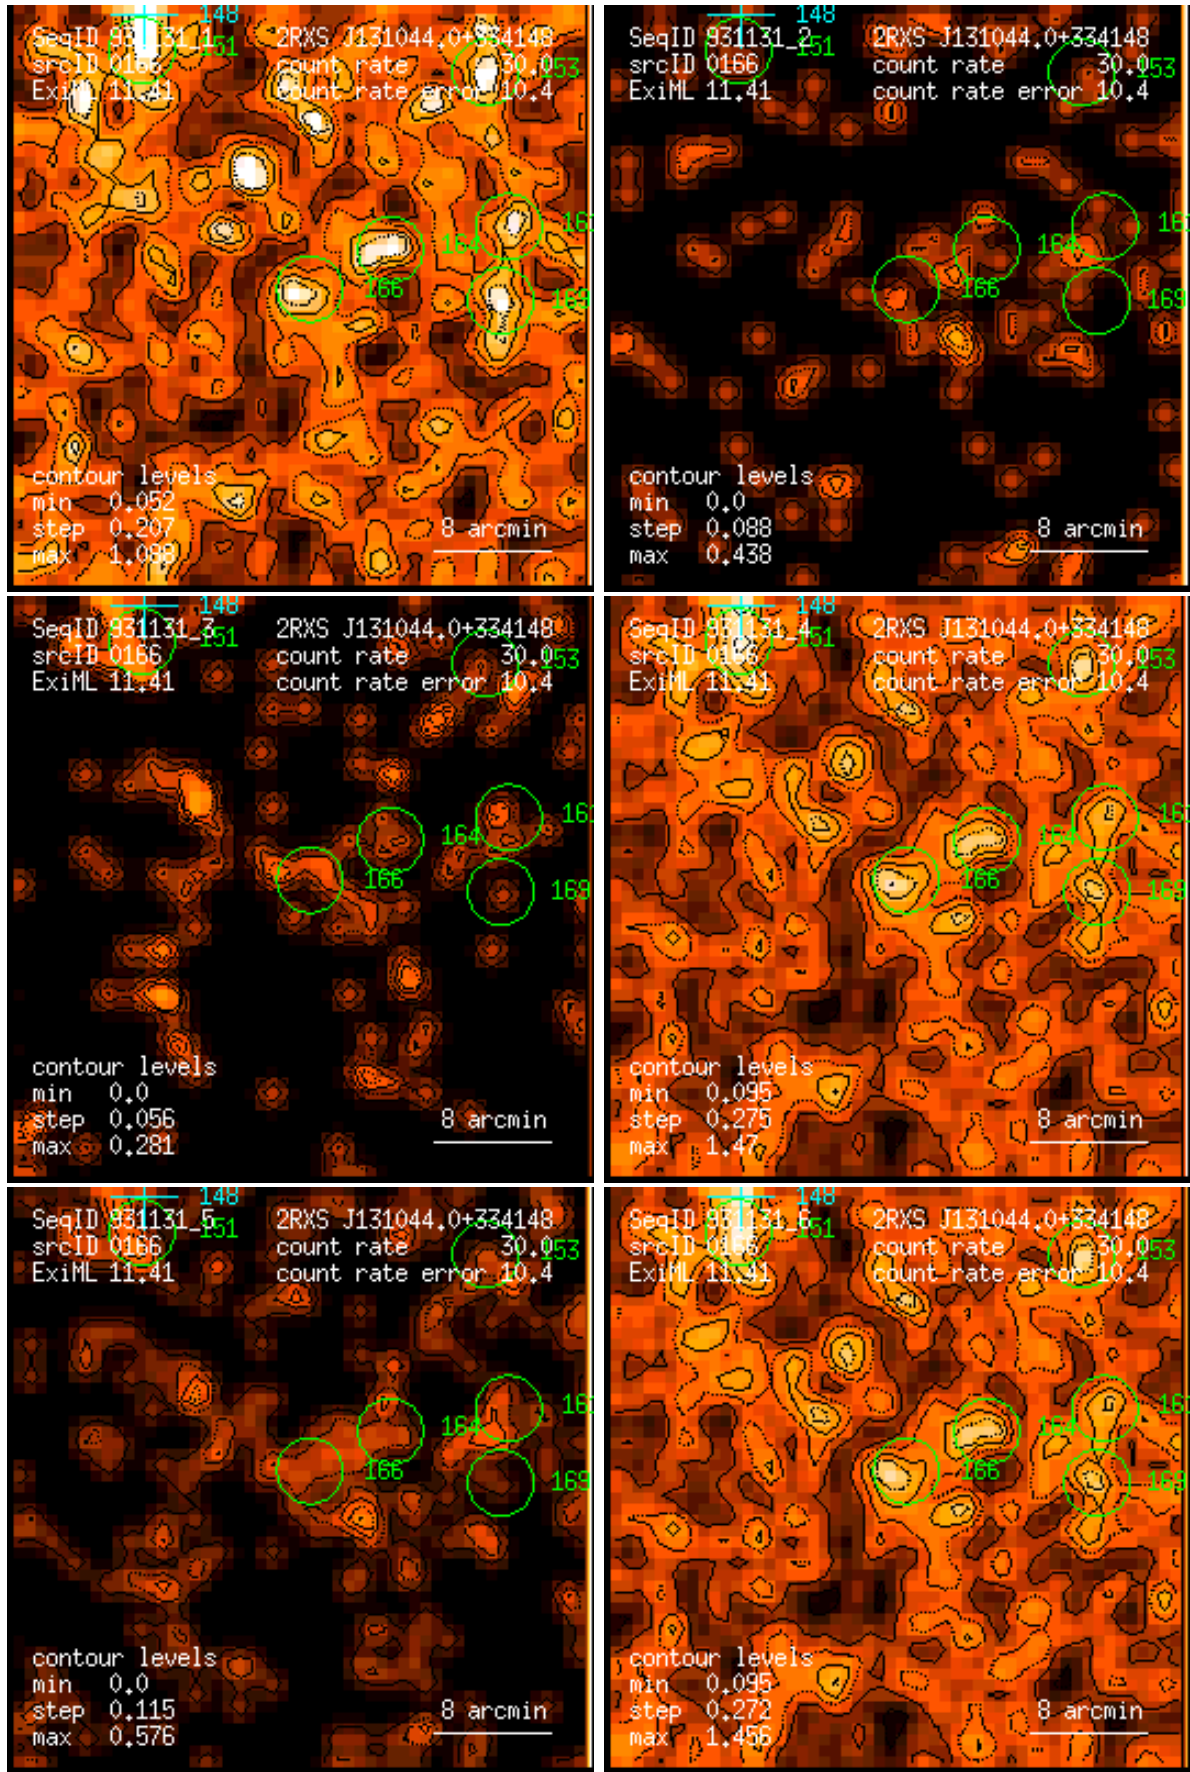 148
SeqID 931131_1 151 2RXS J131044.0+334148
srcID 0166 count rate 30.0 153
ExiML 11.41 count rate error 10.4
164
166
169
contour levels
min 0.052
step 0.207 8 arcmin
max 1.088
148
SeqID 931131_2 151 2RXS J131044.0+334148
srcID 0166 count rate 30.0 153
ExiML 11.41 count rate error 10.4
164
166
169
contour levels
min 0.0
step 0.088 8 arcmin
max 0.438
148
SeqID 931131_3 151 2RXS J131044.0+334148
srcID 0166 count rate 30.0 153
ExiML 11.41 count rate error 10.4
164
166
169
contour levels
min 0.0
step 0.056 8 arcmin
max 0.281
148
SeqID 931131_4 151 2RXS J131044.0+334148
srcID 0166 count rate 30.0 153
ExiML 11.41 count rate error 10.4
164
166
169
contour levels
min 0.095
step 0.275 8 arcmin
max 1.47
148
SeqID 931131_5 151 2RXS J131044.0+334148
srcID 0166 count rate 30.0 153
ExiML 11.41 count rate error 10.4
164
166
169
contour levels
min 0.0
step 0.115 8 arcmin
max 0.576
148
SeqID 931131_6 151 2RXS J131044.0+334148
srcID 0166 count rate 30.0 153
ExiML 11.41 count rate error 10.4
164
166
169
contour levels
min 0.095
step 0.272 8 arcmin
max 1.456